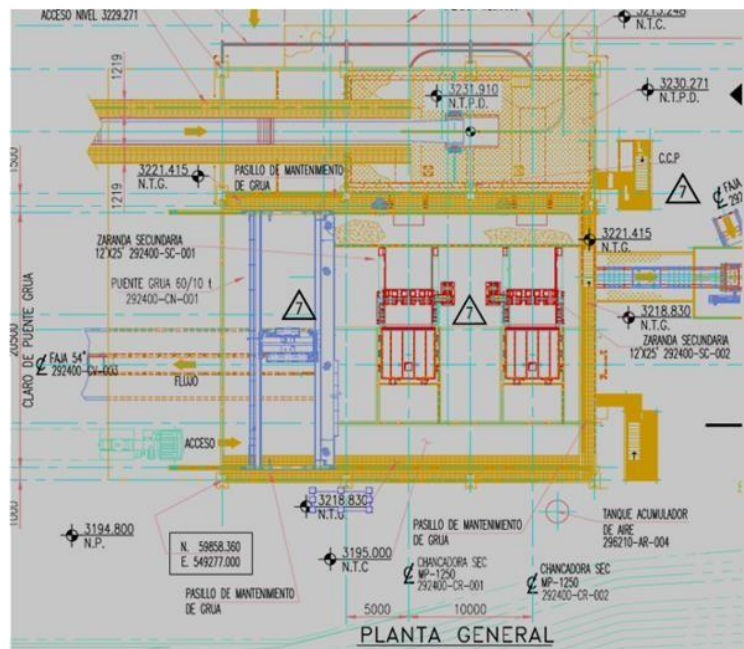 ACCESO NIVEL 3229.271
3213.248
N.T.C.
1219
3231.910
N.T.P.D.
3230.271
N.T.P.D.
1500
3221.415
N.T.G.
PASILLO DE MANTENIMIENTO
DE GRUA
C.C.P
7
1219
3221.415
N.T.G.
ZARANDA SECUNDARIA
12'X25' 292400-SC-001
PUENTE GRUA 60/10 t
292400-CN-001
7
7
3218.830
N.T.G.
ZARANDA SECUNDARIA
12'X25' 292400-SC-002
CLARO DE PUENTE GRUA
20500
FAJA 54"
292400-CV-003
FLUJO
ACCESO
3218.830
N.T.G.
1000
3194.800
N.P.
N. 59858.360
E. 549277.000
3195.000
N.T.C
PASILLO DE MANTENIMIENTO
DE GRUA
TANQUE ACUMULADOR
DE AIRE
296210-AR-004
CHANCADORA SEC
MP-1250
292400-CR-001
CHANCADORA SEC
MP-1250
292400-CR-002
PASILLO DE MANTENIMIENTO
DE GRUA
5000
10000
PLANTA GENERAL